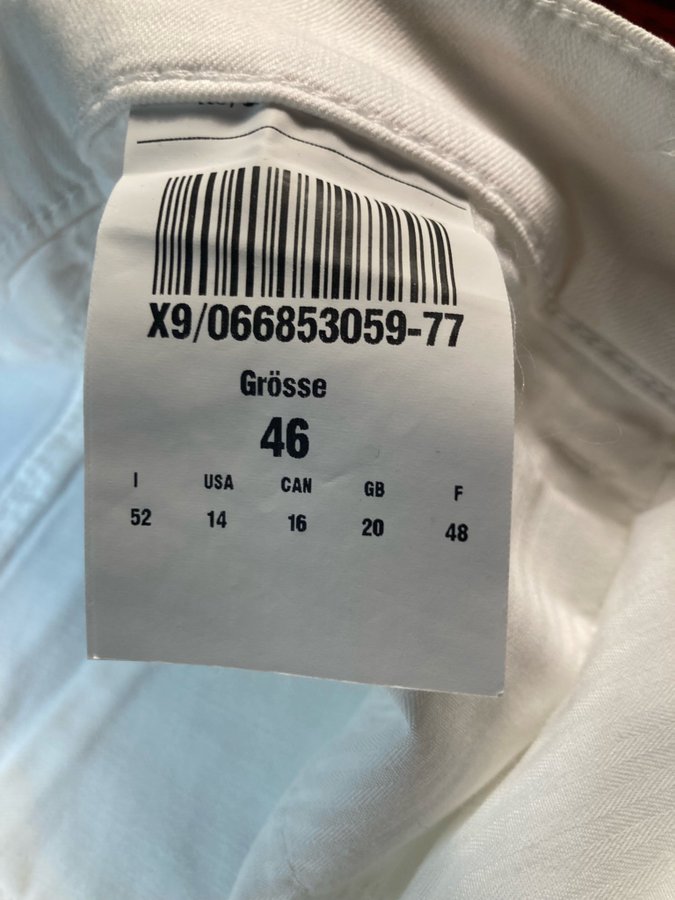 X9/066853059-77
Grösse
46
I USA CAN GB F
52 14 16 20 48